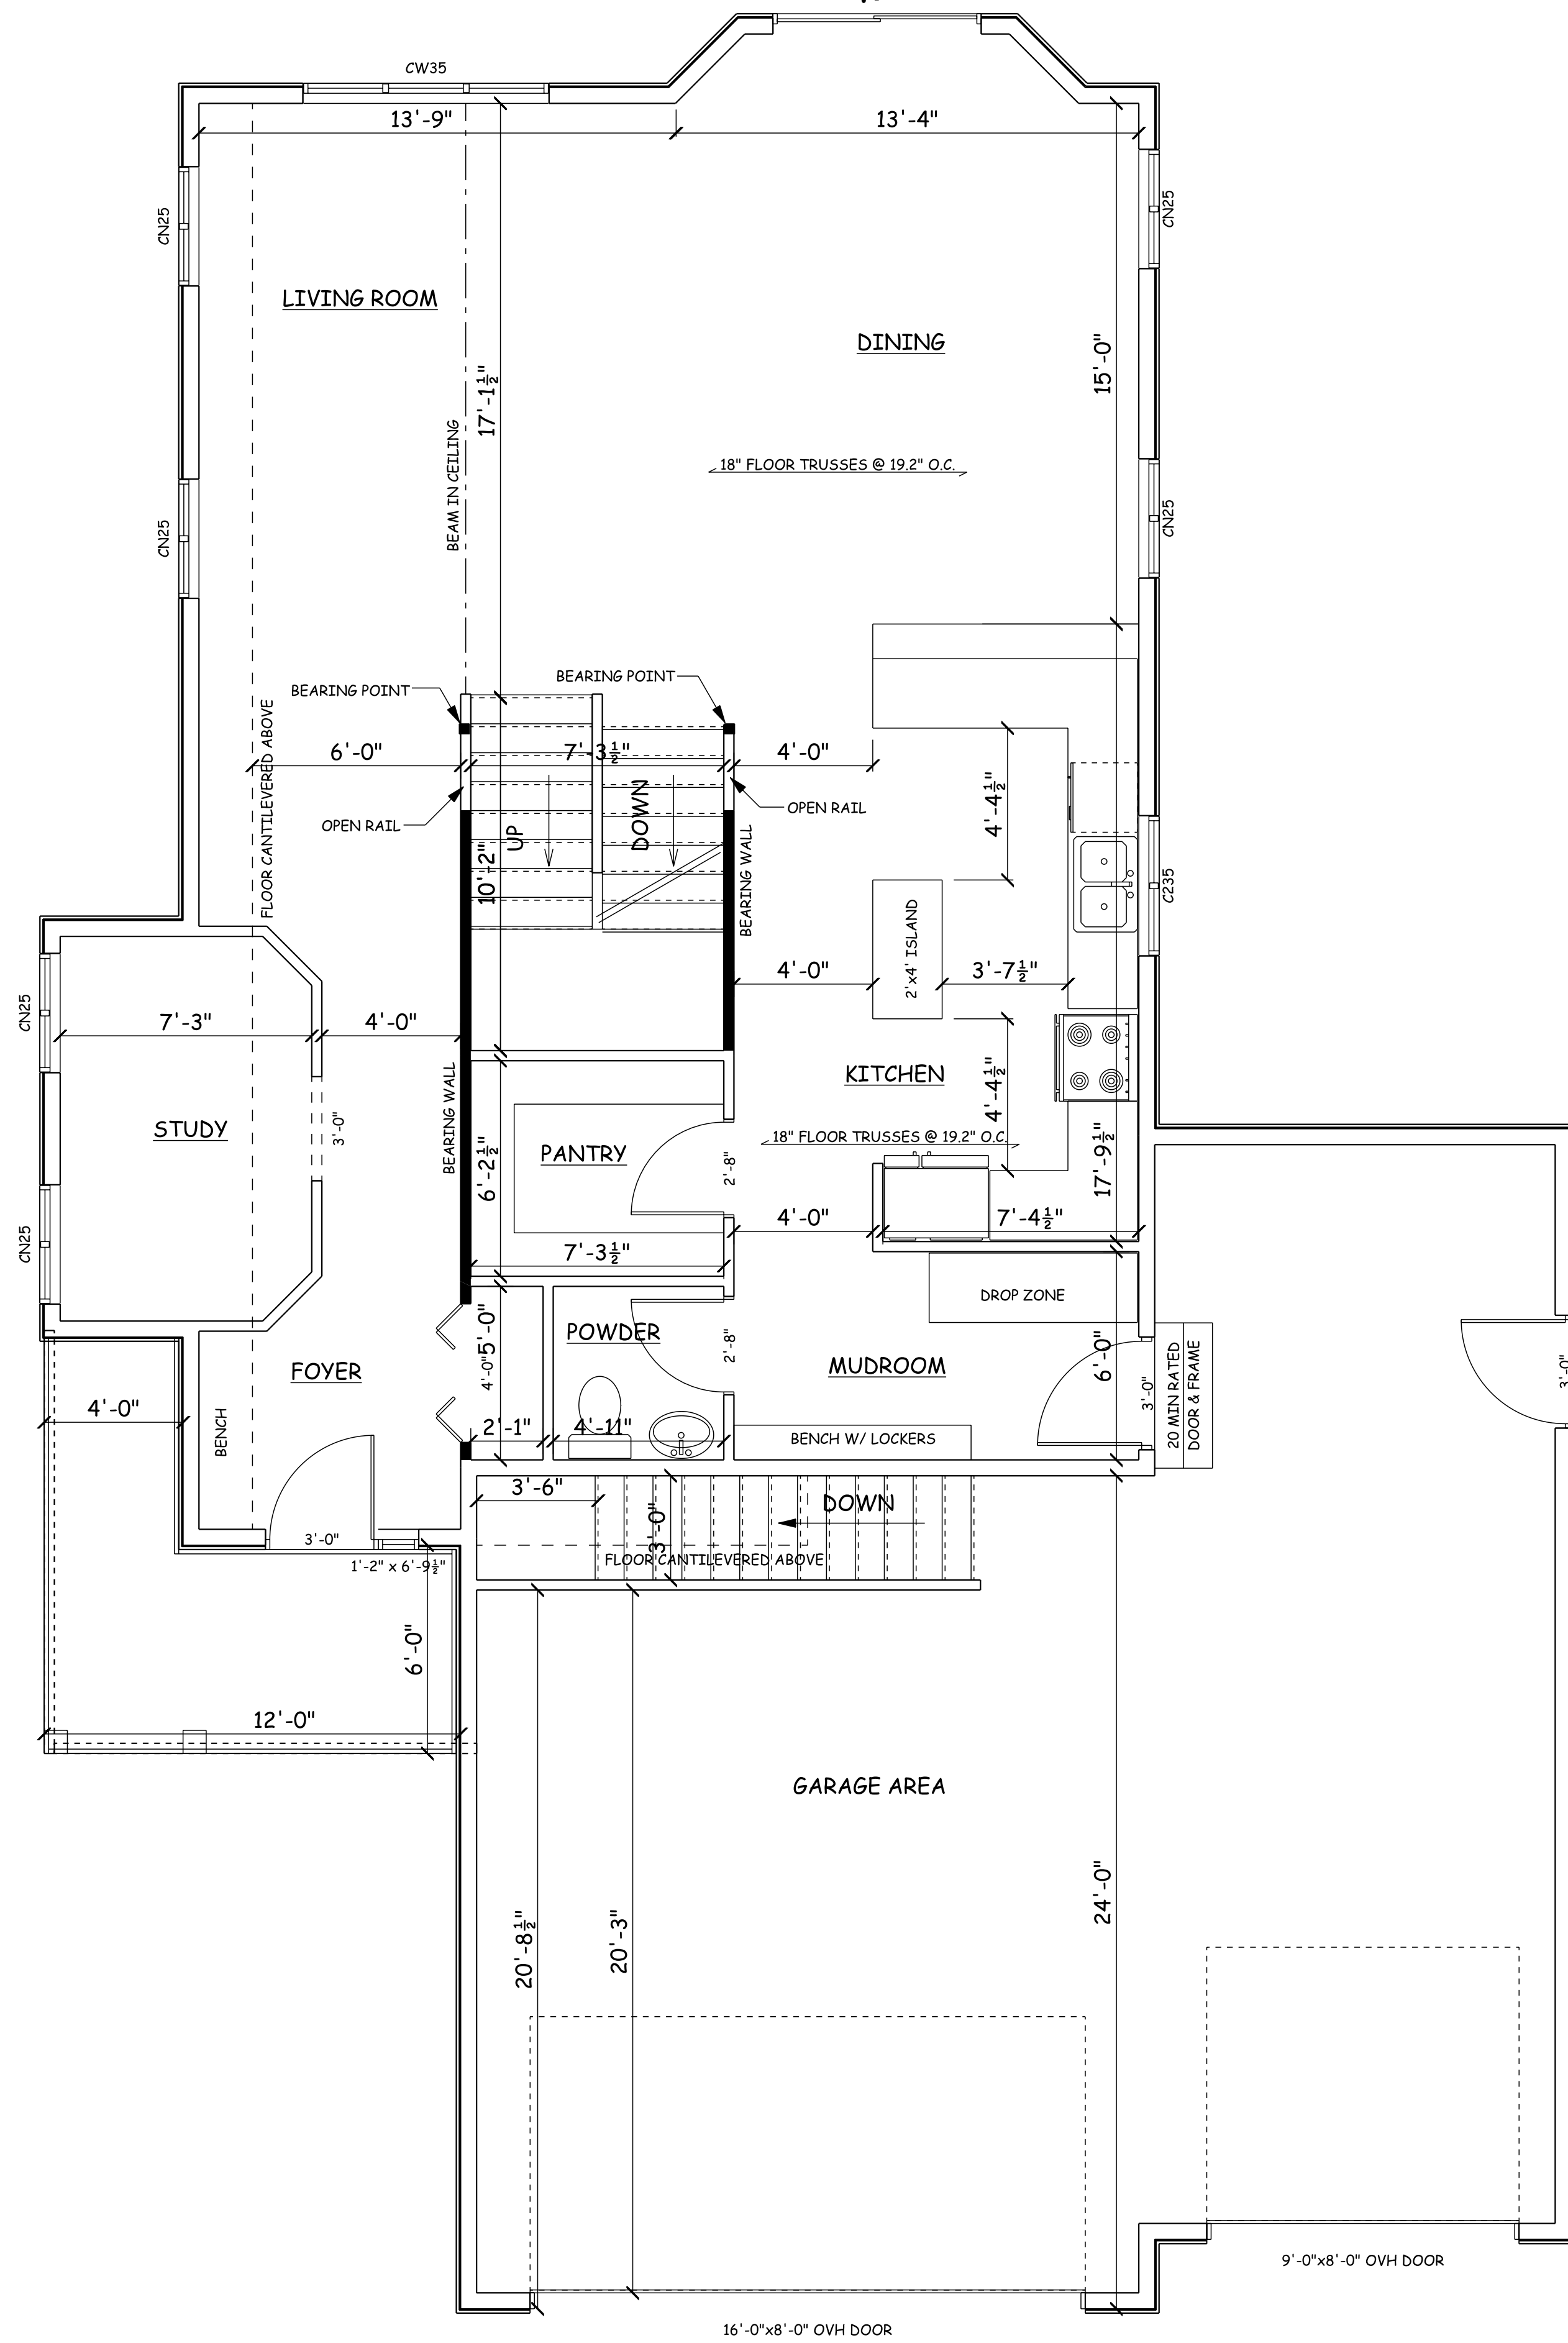 CW35
13'-9"
13'-4"
CN25
CN25
LIVING ROOM
DINING
17'-1½"
15'-0"
BEAM IN CEILING
18" FLOOR TRUSSES @ 19.2" O.C.
CN25
CN25
BEARING POINT
BEARING POINT
FLOOR CANTILEVERED ABOVE
6'-0"
7'-3½"
4'-0"
OPEN RAIL
OPEN RAIL
UP
DOWN
10'-2"
4'-4½"
BEARING WALL
C235
2'x4' ISLAND
4'-0"
3'-7½"
CN25
7'-3"
4'-0"
KITCHEN
4'-4½"
BEARING WALL
STUDY
3'-0"
18" FLOOR TRUSSES @ 19.2" O.C.
PANTRY
6'-2½"
2'-8"
17'-9½"
4'-0"
7'-4½"
CN25
7'-3½"
DROP ZONE
5'-0"
4'-0"
POWDER
2'-8"
MUDROOM
6'-0"
3'-0"
20 MIN RATED
DOOR & FRAME
3'-0"
FOYER
4'-0"
BENCH
2'-1"
4'-11"
BENCH W/ LOCKERS
3'-6"
DOWN
3'-0"
FLOOR CANTILEVERED ABOVE
3'-0"
1'-2" x 6'-9½"
6'-0"
12'-0"
GARAGE AREA
20'-8½"
20'-3"
24'-0"
9'-0"x8'-0" OVH DOOR
16'-0"x8'-0" OVH DOOR